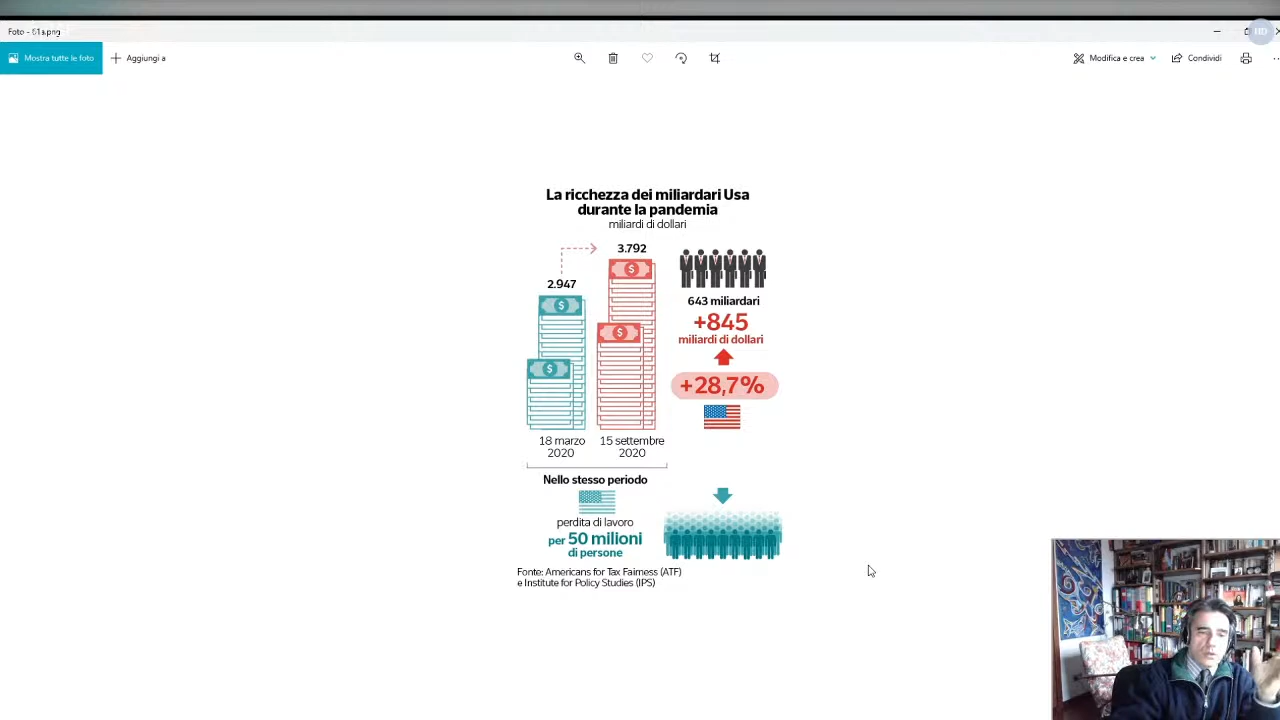 Foto - 61a.png
HD
Mostra tutte le foto
Aggiungi a
Modifica e crea
Condividi
La ricchezza dei miliardari Usa
durante la pandemia
miliardi di dollari
3.792
2.947
643 miliardari
+845
miliardi di dollari
+28,7%
18 marzo
2020
15 settembre
2020
Nello stesso periodo
perdita di lavoro
per 50 milioni
di persone
Fonte: Americans for Tax Fairness (ATF)
e Institute for Policy Studies (IPS)